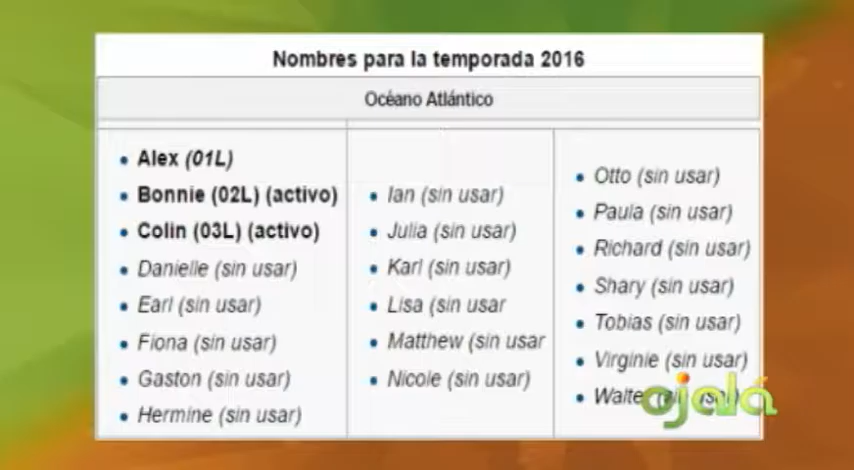 Nombres para la temporada 2016
Océano Atlántico
Alex (01L)
Bonnie (02L) (activo)
Colin (03L) (activo)
Danielle (sin usar)
Earl (sin usar)
Fiona (sin usar)
Gaston (sin usar)
Hermine (sin usar)
Ian (sin usar)
Julia (sin usar)
Karl (sin usar)
Lisa (sin usar
Matthew (sin usar
Nicole (sin usar)
Otto (sin usar)
Paula (sin usar)
Richard (sin usar)
Shary (sin usar)
Tobias (sin usar)
Virginie (sin usar)
ojalá